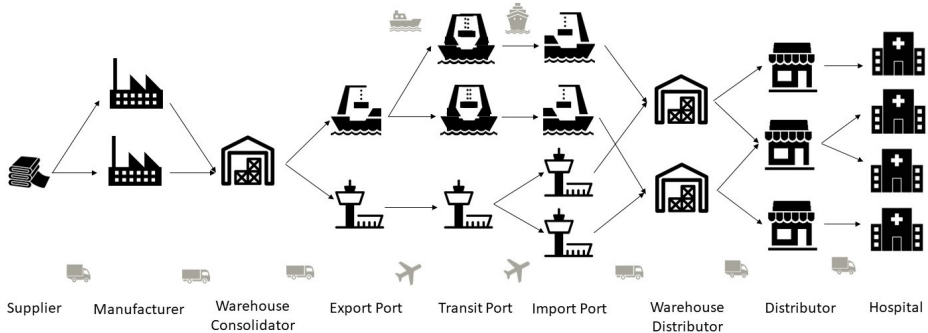 Supplier
Manufacturer
Warehouse
Consolidator
Export Port
Transit Port
Import Port
Warehouse
Distributor
Distributor
Hospital